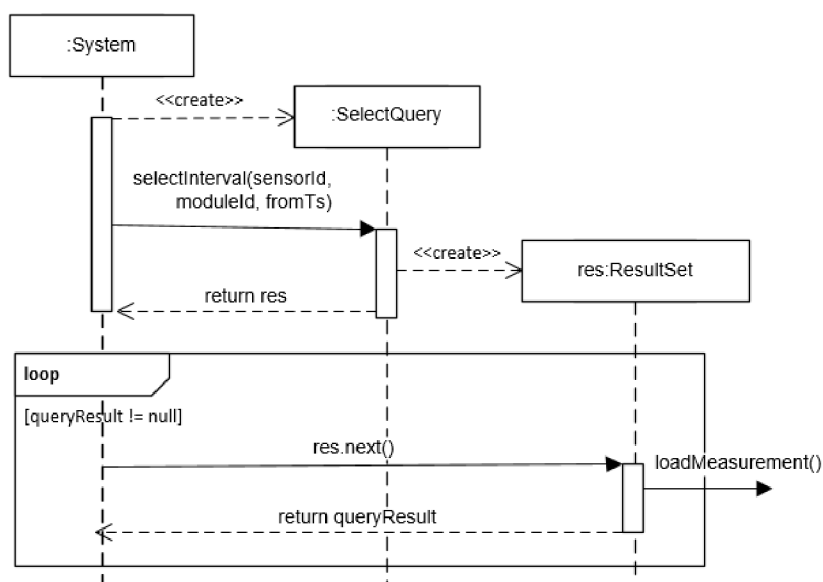 :System
<<create>>
:SelectQuery
selectInterval(sensorId,
moduleId, fromTs)
<<create>>
res:ResultSet
return res
loop
[queryResult != null]
res.next()
loadMeasurement()
return queryResult